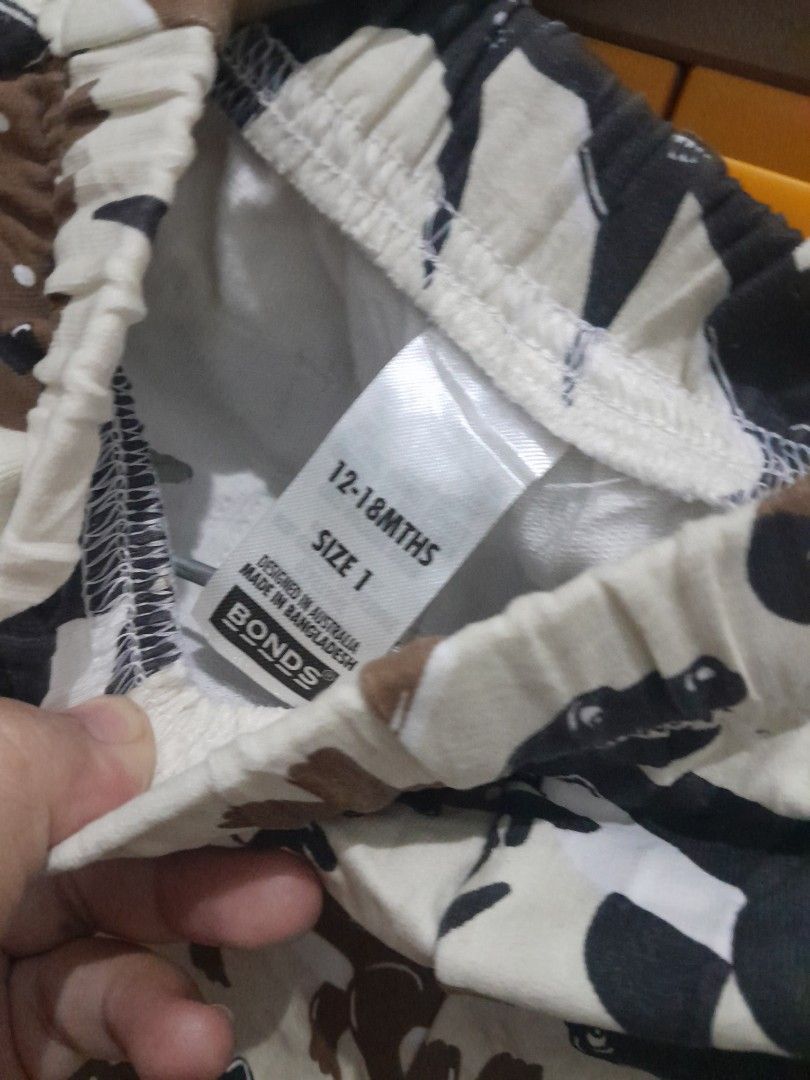 12-18MTHS
SIZE 1
DESIGNED IN AUSTRALIA
MADE IN BANGLADESH
BONDS®